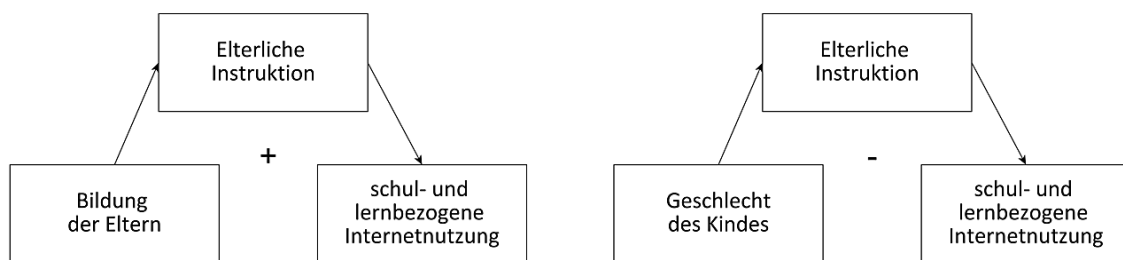 Elterliche
Instruktion
+
Bildung
der Eltern
schul- und
lernbezogene
Internetnutzung
Elterliche
Instruktion
-
Geschlecht
des Kindes
schul- und
lernbezogene
Internetnutzung